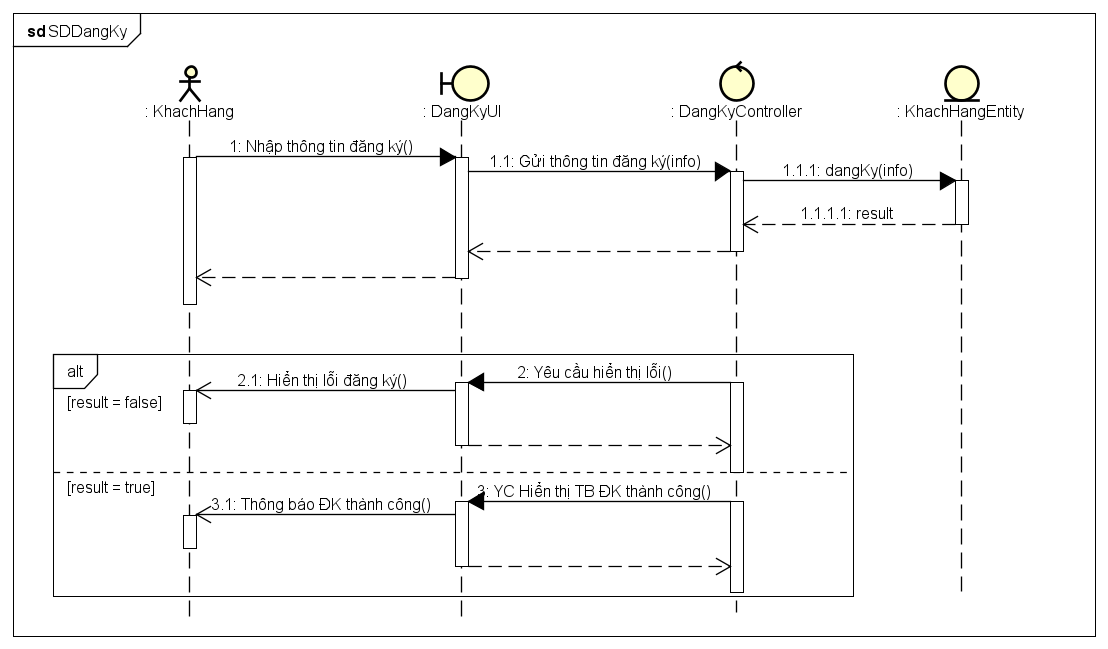 sd SDDangKy
: KhachHang
: DangKyUI
: DangKyController
: KhachHangEntity
1: Nhập thông tin đăng ký()
1.1: Gửi thông tin đăng ký(info)
1.1.1: dangKy(info)
1.1.1.1: result
alt
2: Yêu cầu hiển thị lỗi()
2.1: Hiển thị lỗi đăng ký()
[result = false]
[result = true]
3: YC Hiển thị TB ĐK thành công()
3.1: Thông báo ĐK thành công()